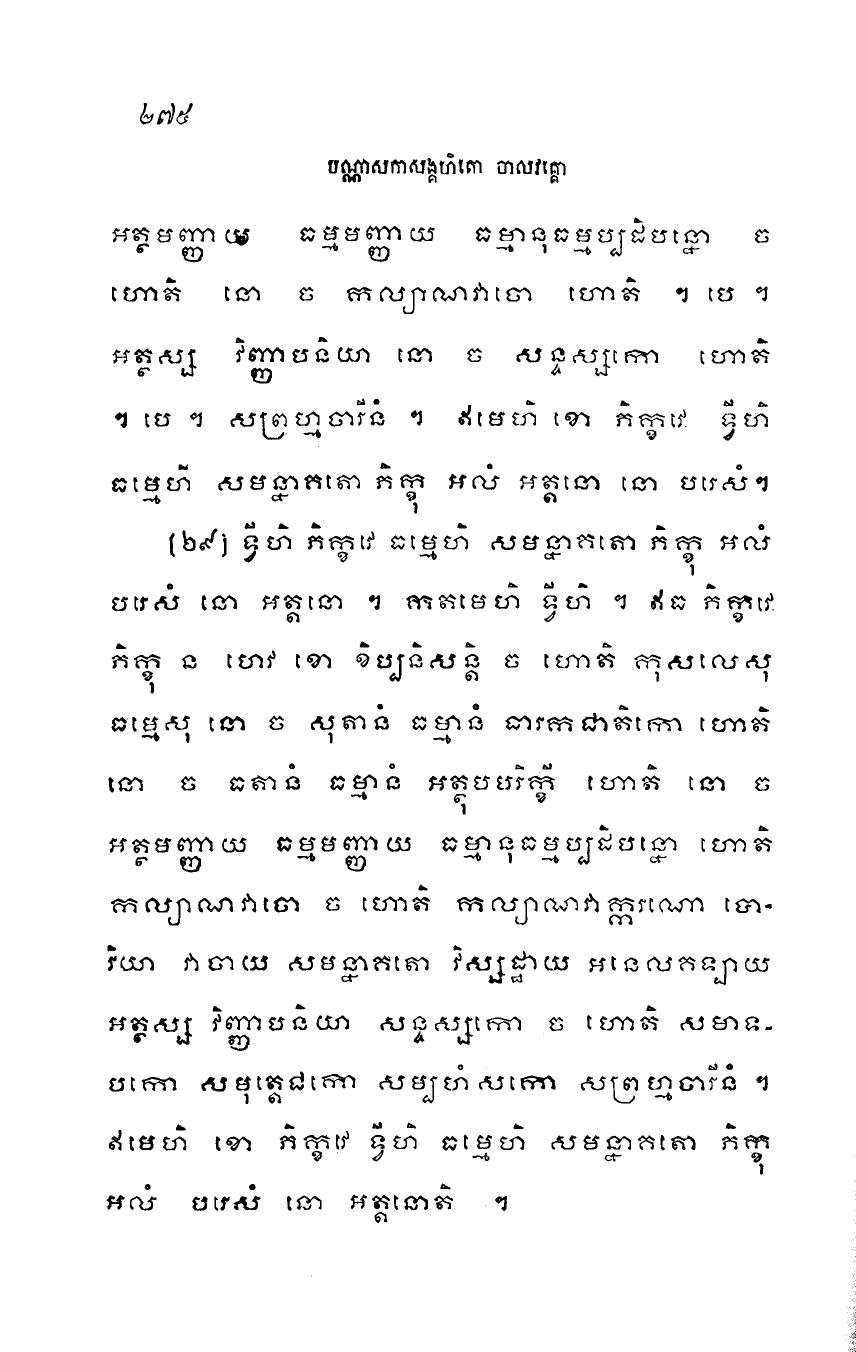 ២៧៥
បណ្ណាសកាសង្គហិតោ ចាលវគ្គោ
អត្ថមញ្ញាយ ធម្មមញ្ញាយ ធម្មានុធម្មប្បដិបន្នោ ច
ហោតិ នោ ច កល្យាណវាចោ ហោតិ ។ បេ ។
អត្ថស្ស វិញ្ញាបនិយា នោ ច សន្ទស្សកោ ហោតិ
។ បេ ។ សព្រហ្មចារីនំ ។ ឥមេហិ ខោ ភិក្ខវេ ទ្វីហិ
ធម្មេហិ សមន្នាគតោ ភិក្ខុ អលំ អត្តនោ នោ បរេសំ។
(២៩) ទ្វីហិ ភិក្ខវេ ធម្មេហិ សមន្នាគតោ ភិក្ខុ អលំ
បរេសំ នោ អត្តនោ ។ កតមេហិ ទ្វីហិ ។ ឥធ ភិក្ខវេ
ភិក្ខុ ន ហេវ ខោ ខិប្បនិសន្តិ ច ហោតិ កុសលេសុ
ធម្មេសុ នោ ច សុតានំ ធម្មានំ ធារកជាតិកោ ហោតិ
នោ ច ធតានំ ធម្មានំ អត្ថុបបរិក្ខី ហោតិ នោ ច
អត្ថមញ្ញាយ ធម្មមញ្ញាយ ធម្មានុធម្មប្បដិបន្នោ ហោតិ
កល្យាណវាចោ ច ហោតិ កល្យាណវាក្ករណោ ចោ-
រិយា វាចាយ សមន្នាគតោ វិស្សដ្ឋាយ អនេលគឡាយ
អត្ថស្ស វិញ្ញាបនិយា សន្ទស្សកោ ច ហោតិ សមាទ-
បកោ សមុត្តេជកោ សម្បហំសកោ សព្រហ្មចារីនំ ។
ឥមេហិ ខោ ភិក្ខវេ ទ្វីហិ ធម្មេហិ សមន្នាគតោ ភិក្ខុ
អលំ បរេសំ នោ អត្តនោតិ ។